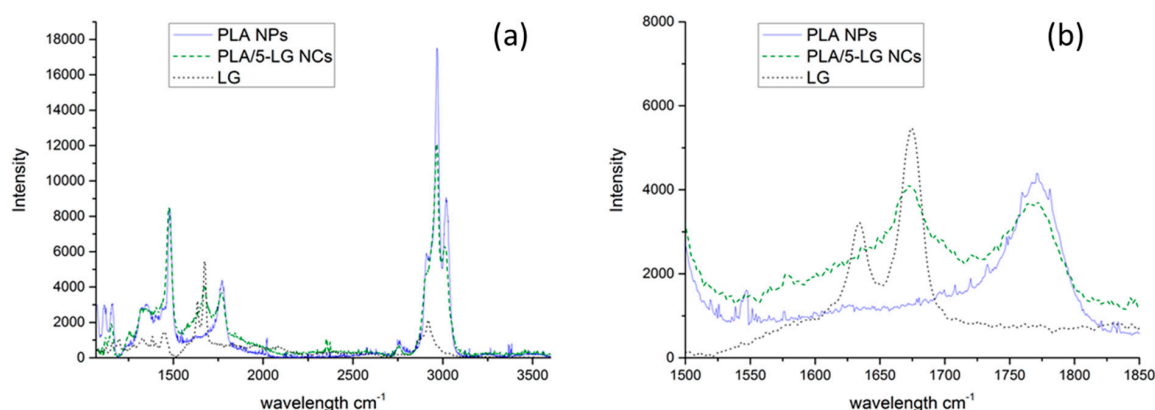 (a)
PLA NPs
PLA/5-LG NCs
LG
18000
16000
14000
12000
10000
8000
6000
4000
2000
0
Intensity
1500 2000 2500 3000 3500
wavelength cm-1
(b)
PLA NPs
PLA/5-LG NCs
LG
8000
6000
4000
2000
0
Intensity
1500 1550 1600 1650 1700 1750 1800 1850
wavelength cm-1